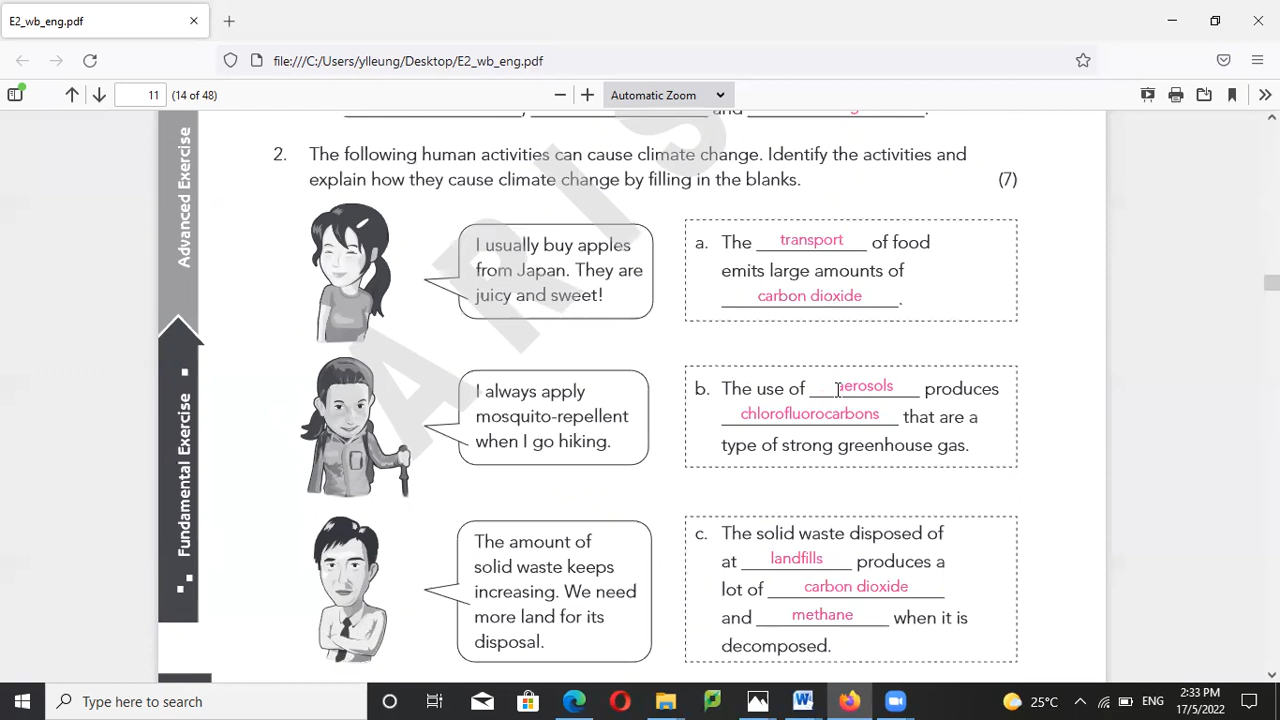 E2_wb_eng.pdf
file:///C:/Users/ylleung/Desktop/E2_wb_eng.pdf
11 (14 of 48) Automatic Zoom
and
Advanced Exercise
Fundamental Exercise
ARIS
2. The following human activities can cause climate change. Identify the activities and
explain how they cause climate change by filling in the blanks. (7)
I usually buy apples
from Japan. They are
juicy and sweet!
a. The transport of food
emits large amounts of
carbon dioxide.
I always apply
mosquito-repellent
when I go hiking.
b. The use of aerosols produces
chlorofluorocarbons that are a
type of strong greenhouse gas.
The amount of
solid waste keeps
increasing. We need
more land for its
disposal.
c. The solid waste disposed of
at landfills produces a
lot of carbon dioxide
and methane when it is
decomposed.
Type here to search
25°C ENG 2:33 PM
17/5/2022